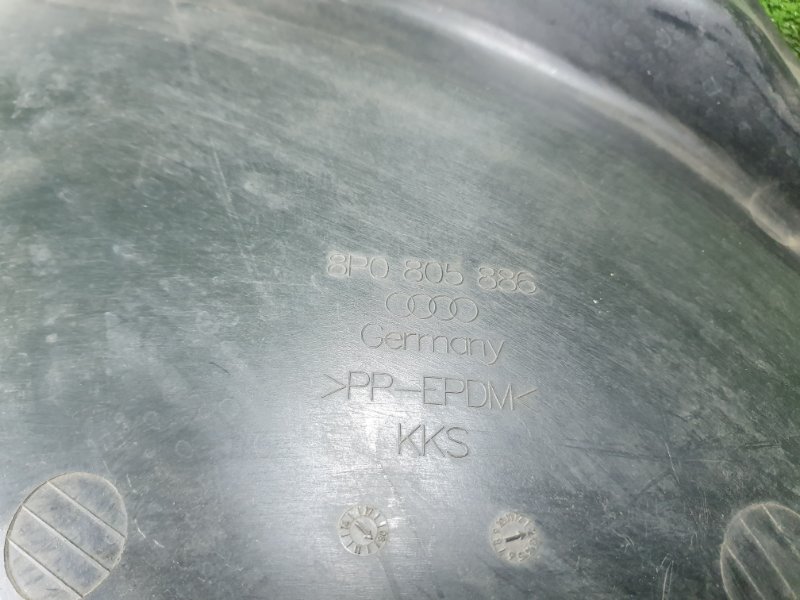 8P0 805 886
Germany
>PP-EPDM<
KKS